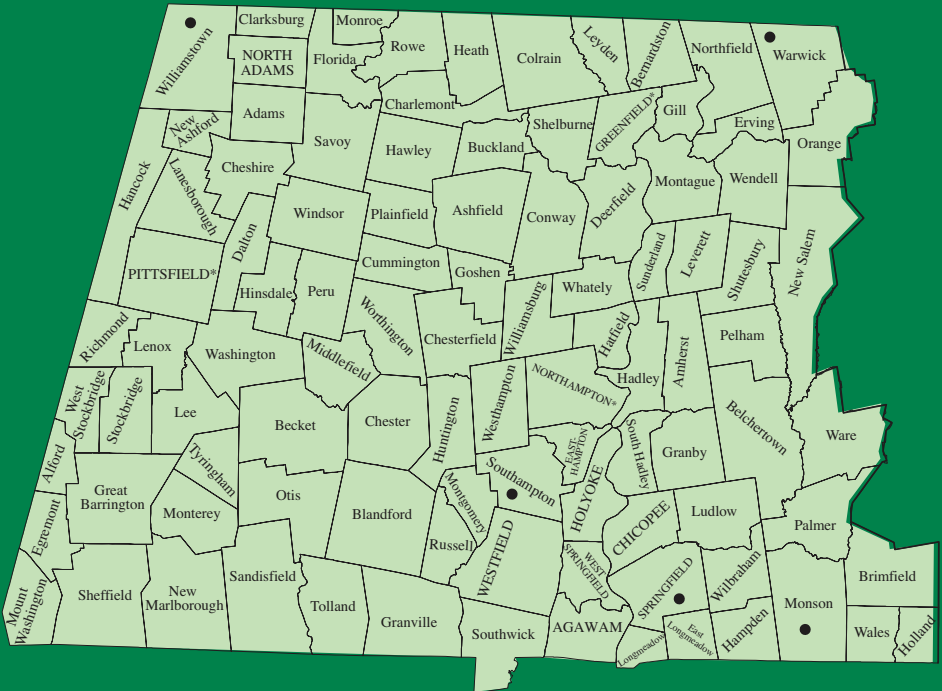 Clarksburg
Monroe
Williamstown
NORTH
ADAMS
Florida
Rowe
Heath
Colrain
Leyden
Bernardston
Northfield
Warwick
Charlemont
New
Ashford
Adams
Savoy
Hawley
Buckland
Shelburne
GREENFIELD*
Gill
Erving
Orange
Hancock
Lanesborough
Cheshire
Windsor
Plainfield
Ashfield
Conway
Deerfield
Montague
Wendell
PITTSFIELD*
Dalton
Hinsdale
Peru
Cummington
Goshen
Whately
Sunderland
Leverett
Shutesbury
New Salem
Richmond
Lenox
Washington
Middlefield
Worthington
Chesterfield
Williamsburg
Hatfield
Hadley
Amherst
Pelham
West
Stockbridge
Stockbridge
Lee
Becket
Chester
Huntington
Westhampton
NORTHAMPTON*
Belchertown
Ware
Alford
Great
Barrington
Tyringham
Monterey
Otis
Blandford
Montgomery
Russell
Southampton
EAST-
HAMPTON
HOLYOKE
South Hadley
Granby
Ludlow
Palmer
Egremont
Mount
Washington
Sheffield
New
Marlborough
Sandisfield
Tolland
Granville
WESTFIELD
Southwick
WEST
SPRINGFIELD
AGAWAM
CHICOPEE
SPRINGFIELD
Longmeadow
East
Longmeadow
Wilbraham
Hampden
Monson
Brimfield
Wales
Holland